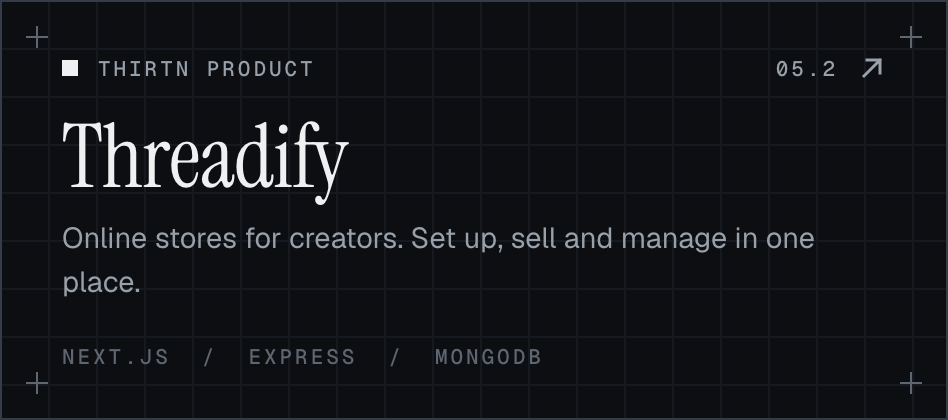 THIRTN PRODUCT 05.2
Threadify
Online stores for creators. Set up, sell and manage in one
place.
NEXT.JS / EXPRESS / MONGODB